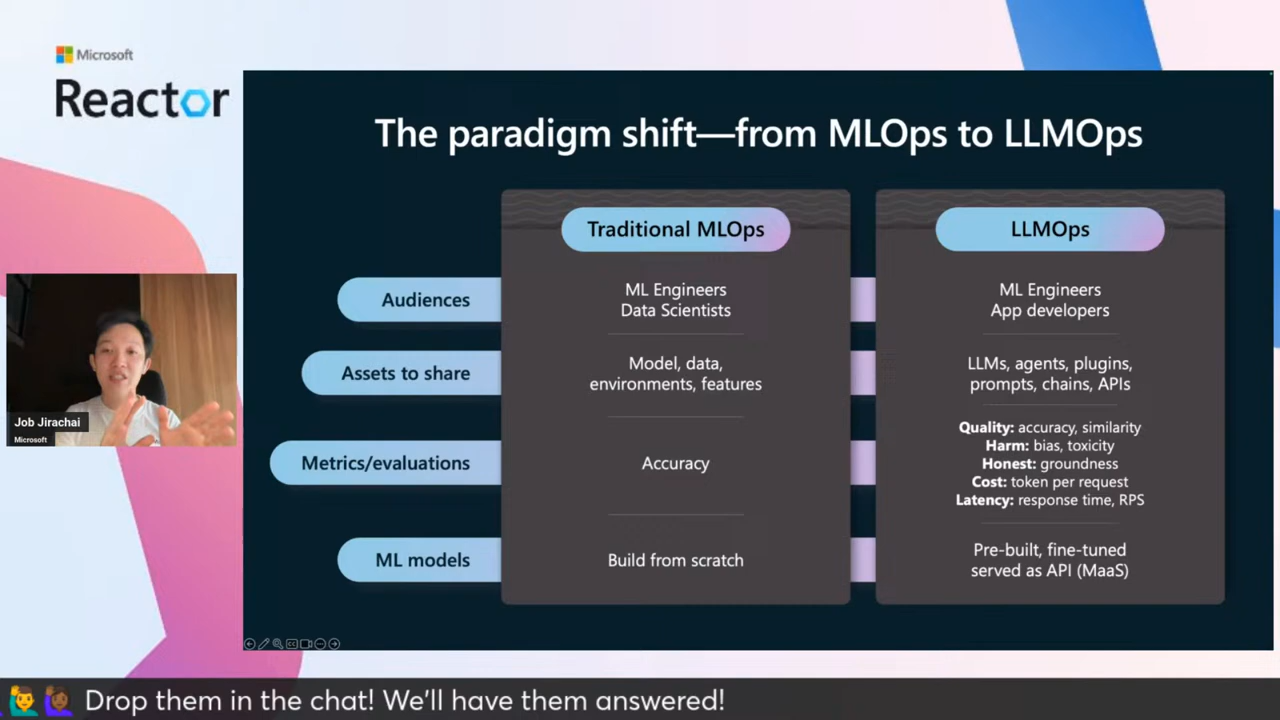 Microsoft
Reactor
The paradigm shift—from MLOps to LLMOps
Traditional MLOps
LLMOps
Audiences
ML Engineers
Data Scientists
ML Engineers
App developers
Assets to share
Model, data,
environments, features
LLMs, agents, plugins,
prompts, chains, APIs
Metrics/evaluations
Accuracy
Quality: accuracy, similarity
Harm: bias, toxicity
Honest: groundness
Cost: token per request
Latency: response time, RPS
ML models
Build from scratch
Pre-built, fine-tuned
served as API (MaaS)
Job Jirachai
Microsoft
Drop them in the chat! We'll have them answered!